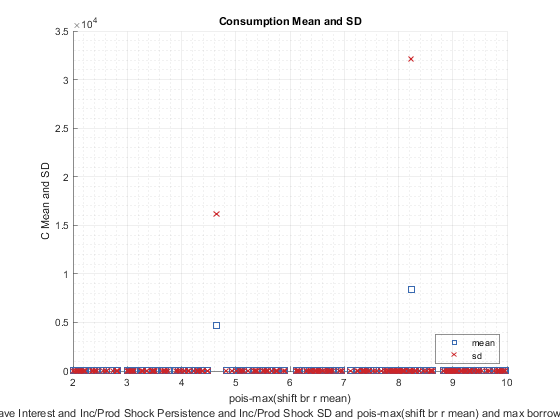 Consumption Mean and SD
×10^4
3.5
3
2.5
2
1.5
1
0.5
0
C Mean and SD
mean
sd
2 3 4 5 6 7 8 9 10
pois-max(shift br r mean)
ave Interest and Inc/Prod Shock Persistence and Inc/Prod Shock SD and pois-max(shift br r mean) and max borrow